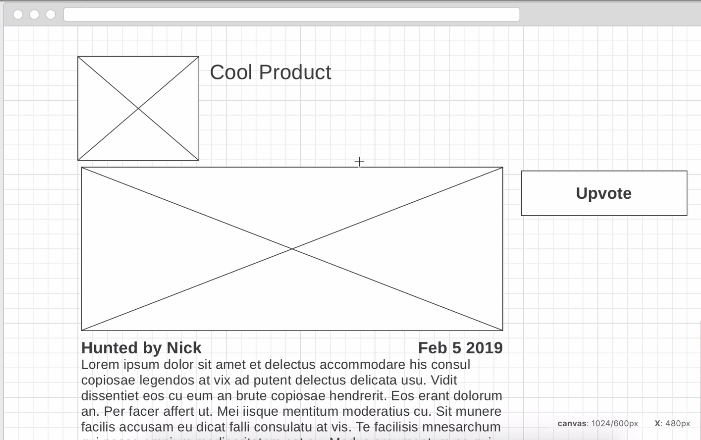 Cool Product
Upvote
Hunted by Nick Feb 5 2019
Lorem ipsum dolor sit amet et delectus accommodare his consul
copiosae legendos at vix ad putent delectus delicata usu. Vidit
dissentiet eos cu eum an brute copiosae hendrerit. Eos erant dolorum
an. Per facer affert ut. Mei iisque mentitum moderatius cu. Sit munere
facilis accusam eu dicat falli consulatu at vis. Te facilisis mnesarchum
canvas: 1024/600px X: 480px